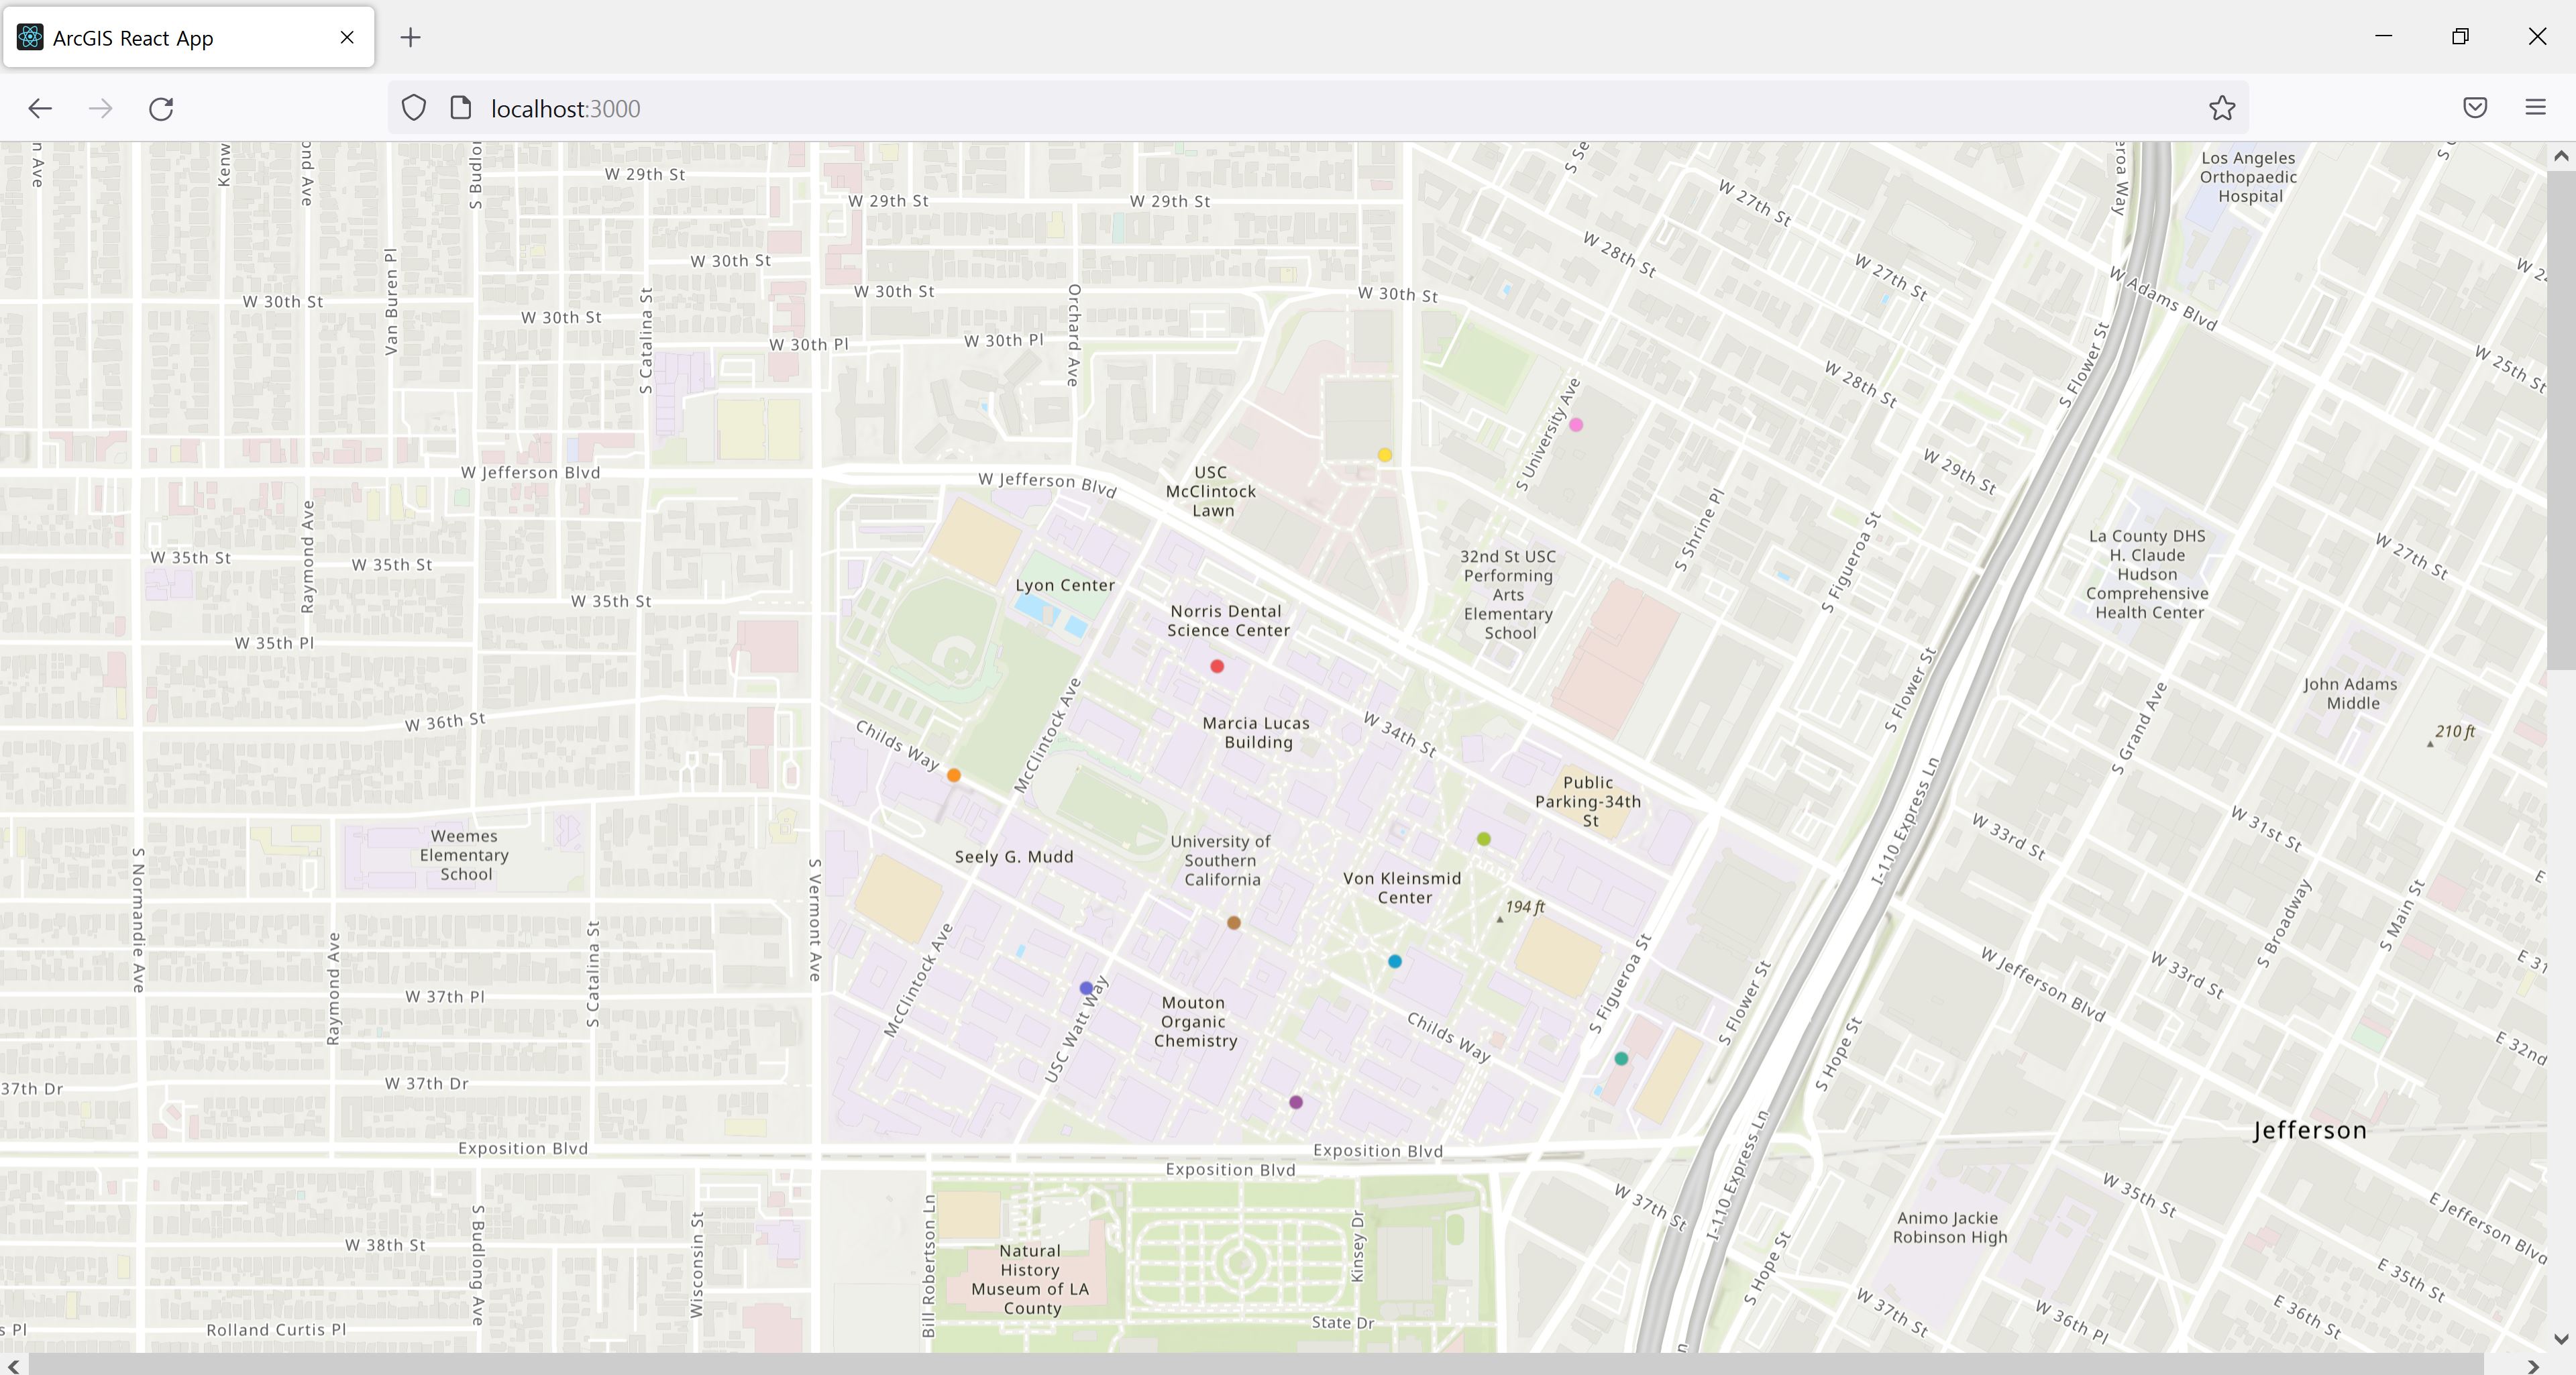 ArcGIS React App
localhost:3000
n Ave
Kenw
nd Ave
S Budlo
W 29th St
W 29th St
W 29th St
S Se
W 27th St
eroa Way
Los Angeles
Orthopaedic
Hospital
W 28th St
W 27th St
W 30th St
W 30th St
W 30th St
W 30th St
W 30th St
Van Buren Pl
S Catalina St
W 30th Pl
W 30th Pl
Orchard Ave
W Adams Blvd
S Flower St
W 28th St
W 25th St
W 2
S University Ave
W Jefferson Blvd
W Jefferson Blvd
USC
McClintock
Lawn
W 29th St
S Shrine Pl
S Figueroa St
La County DHS
H. Claude
Hudson
Comprehensive
Health Center
W 27th St
W 35th St
Raymond Ave
W 35th St
W 35th St
Lyon Center
Norris Dental
Science Center
32nd St USC
Performing
Arts
Elementary
School
W 35th Pl
S Flower St
John Adams
Middle
210 ft
S Grand Ave
W 36th St
Childs Way
McClintock Ave
Marcia Lucas
Building
W 34th St
Public
Parking-34th
St
I-110 Express Ln
W 33rd St
W 31st St
Weemes
Elementary
School
Seely G. Mudd
University of
Southern
California
Von Kleinsmid
Center
194 ft
S Normandie Ave
S Vermont Ave
Raymond Ave
S Catalina St
McClintock Ave
S Figueroa St
S Flower St
W Jefferson Blvd
W 33rd St
S Broadway
S Main St
E
E 31
W 37th Pl
USC Watt Way
Mouton
Organic
Chemistry
Childs Way
S Hope St
E 32nd
37th Dr
W 37th Dr
Jefferson
Exposition Blvd
Exposition Blvd
Exposition Blvd
I-110 Express Ln
W 37th St
W 35th St
E Jefferson Blvd
Bill Robertson Ln
Kinsey Dr
S Budlong Ave
Wisconsin St
W 38th St
Natural
History
Museum of LA
County
Animo Jackie
Robinson High
S Hope St
E 35th St
W 37th St
W 36th Pl
E 36th St
s Pl
Rolland Curtis Pl
State Dr